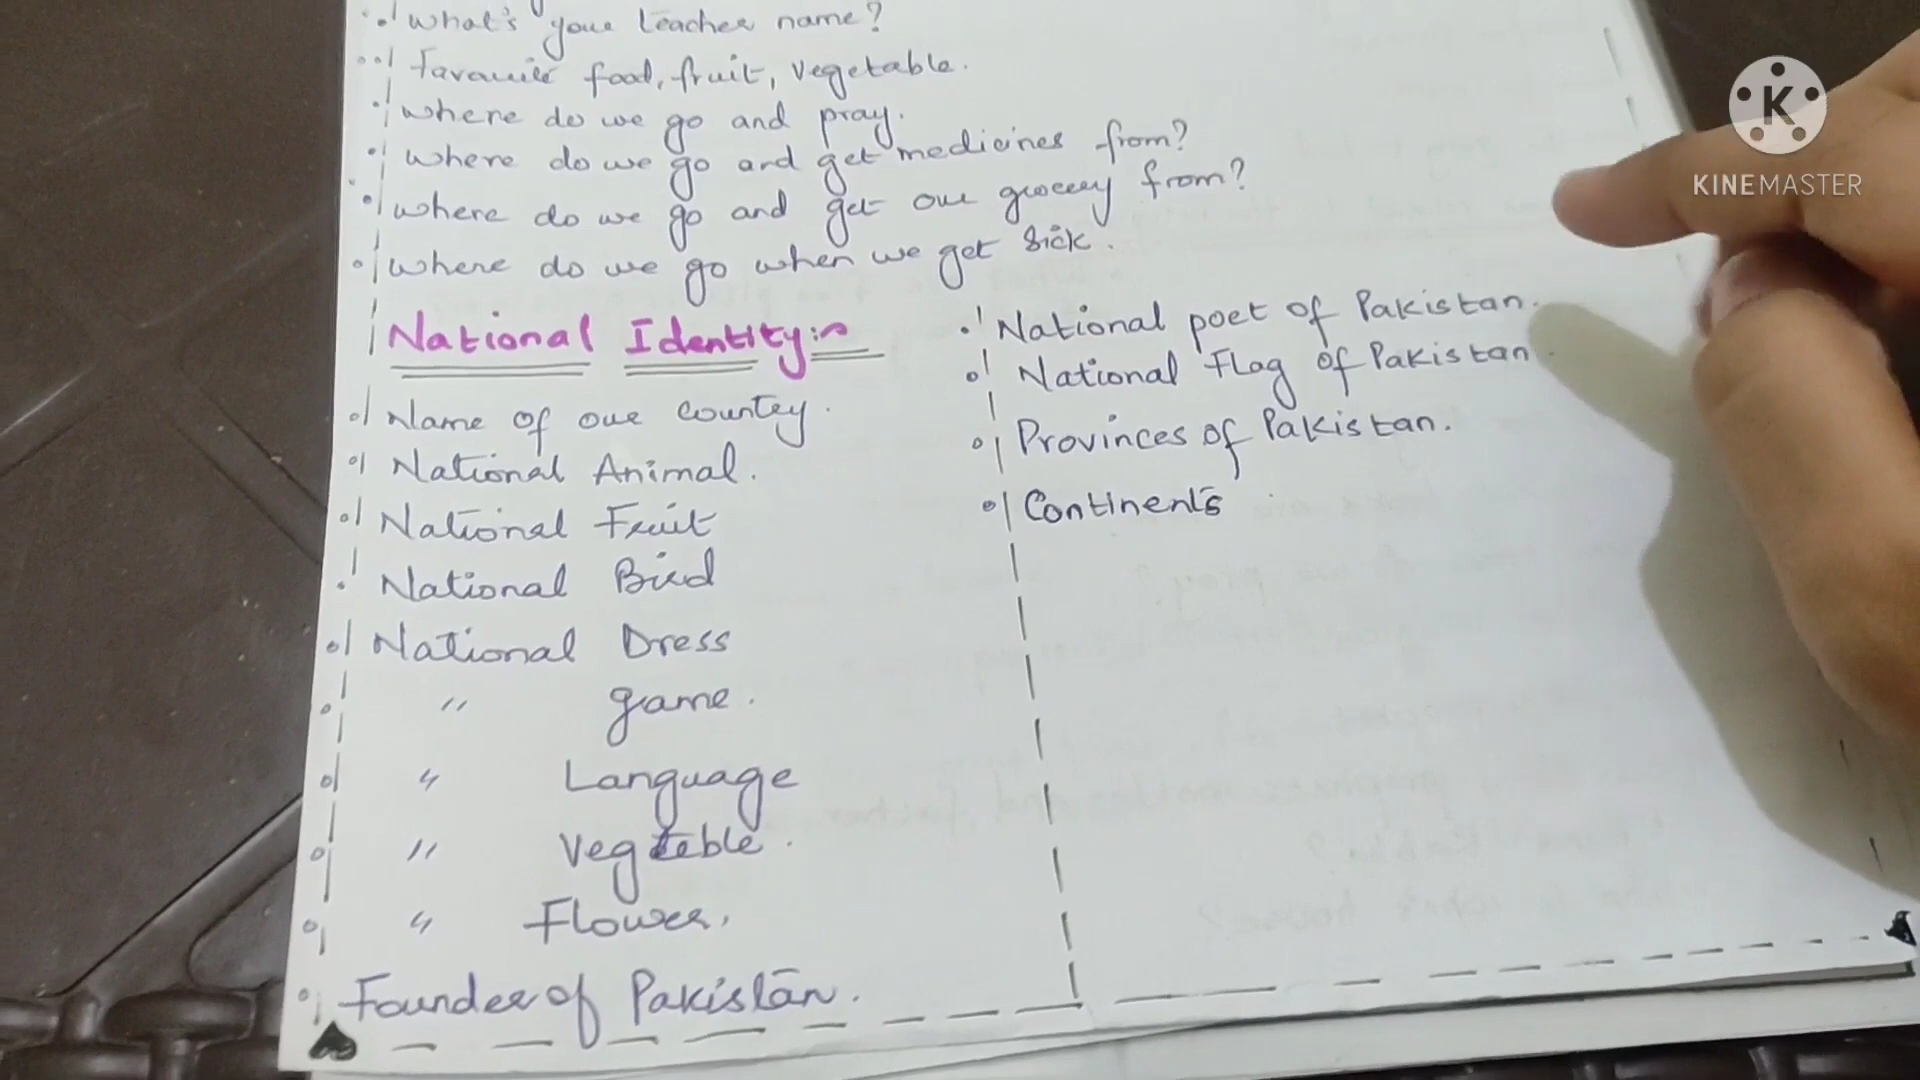 What's your teacher name?
Favourite food, fruit, vegetable.
Where do we go and pray.
Where do we go and get medicines from?
Where do we go and get our grocery from?
Where do we go when we get sick.
National Identity:~
Name of our country.
National Animal.
National Fruit
National Bird
National Dress
" game.
" Language
" Vegteble.
" Flower.
Founder of Pakistan.
National poet of Pakistan.
National Flag of Pakistan.
Provinces of Pakistan.
Continents
K
KINEMASTER